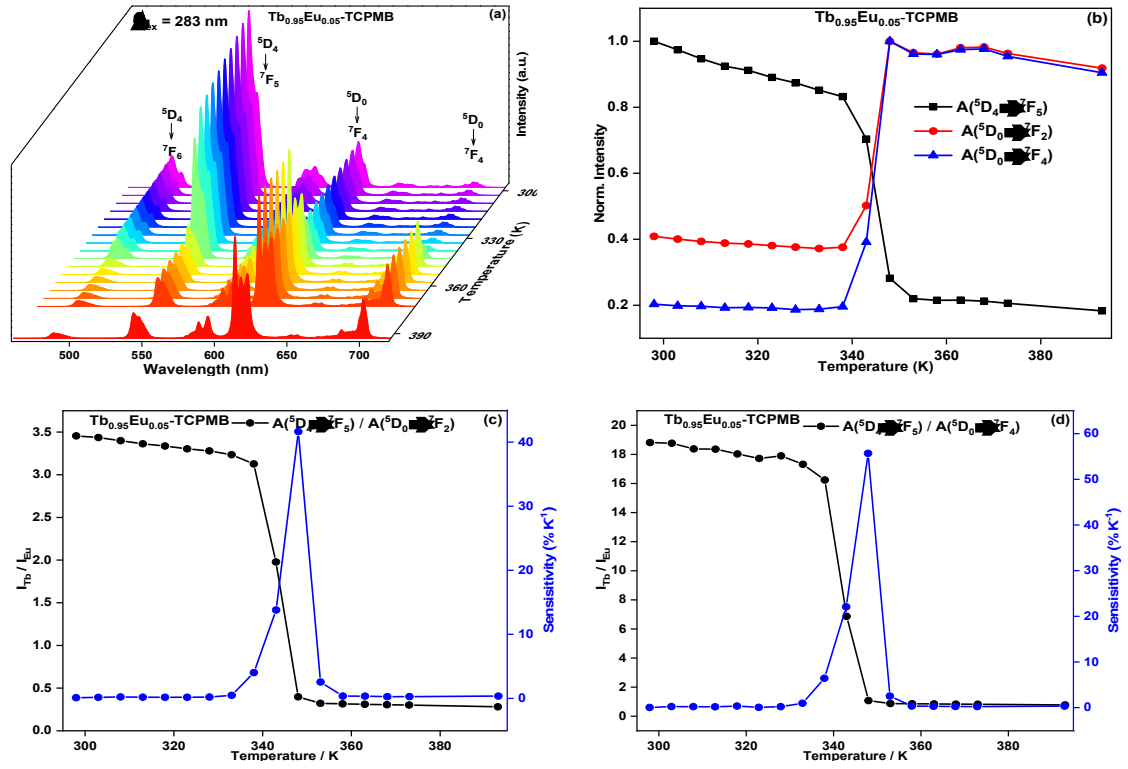 λex = 283 nm
Tb0.95Eu0.05-TCPMB
(a)
5D4
7F5
5D4
7F6
5D0
7F4
5D0
7F4
Intensity (a.u.)
300
330
360
390
Temperature (K)
500 550 600 650 700
Wavelength (nm)
Tb0.95Eu0.05-TCPMB
(b)
1.0
0.8
0.6
0.4
0.2
Norm. Intensity
A(5D4➡7F5)
A(5D0➡7F2)
A(5D0➡7F4)
300 320 340 360 380
Temperature (K)
Tb0.95Eu0.05-TCPMB
A(5D4➡7F5) / A(5D0➡7F2)
(c)
3.5
3.0
2.5
2.0
1.5
1.0
0.5
0.0
ITb / IEu
40
30
20
10
0
Sensisitivity (% K-1)
300 320 340 360 380
Temperature / K
Tb0.95Eu0.05-TCPMB
A(5D4➡7F5) / A(5D0➡7F4)
(d)
20
18
16
14
12
10
8
6
4
2
0
ITb / IEu
60
50
40
30
20
10
0
Sensisitivity (% K-1)
300 320 340 360 380
Temperature / K